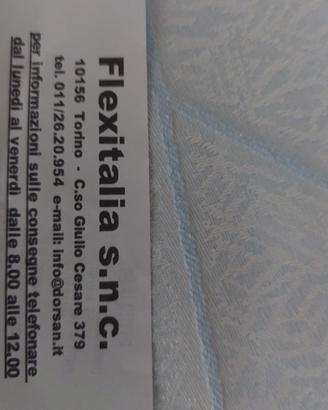 Flexitalia s.n.c.
10156 Torino - C.so Giulio Cesare 379
tel. 011/26.20.954 e-mail: info@dorsan.it
per informazioni sulle consegne telefonare
dal lunedì al venerdì dalle 8,00 alle 12,00